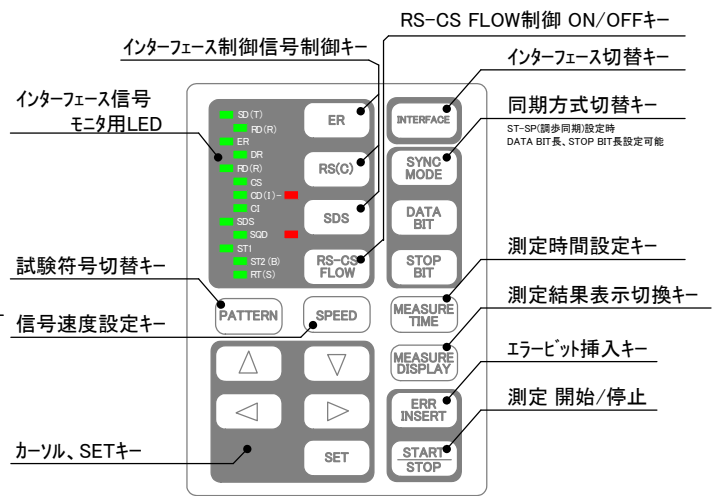 RS-CS FLOW制御 ON/OFFキー
インターフェース制御信号制御キー
インターフェース切替キー
インターフェース信号
モニタ用LED
同期方式切替キー
ST-SP(調歩同期)設定時
DATA BIT長、STOP BIT長設定可能
SD(T)
RD(R)
ER
DR
RD(R)
CS
CD(I)-
CI
SDS
SQD
ST1
ST2(B)
RT(S)
ER
RS(C)
SDS
RS-CS
FLOW
INTERFACE
SYNC
MODE
DATA
BIT
STOP
BIT
試験符号切替キー
測定時間設定キー
信号速度設定キー
測定結果表示切換キー
PATTERN
SPEED
MEASURE
TIME
MEASURE
DISPLAY
エラービット挿入キー
ERR
INSERT
測定 開始/停止
カーソル、SETキー
SET
START
STOP